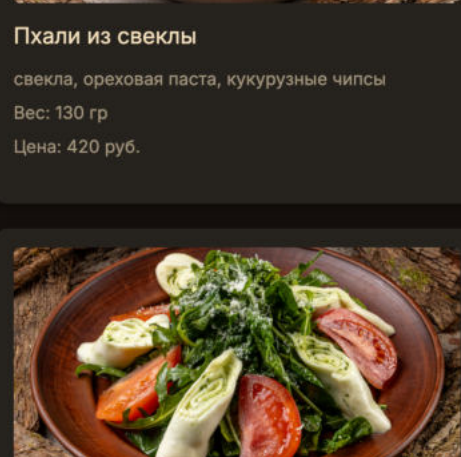 Пхали из свеклы
свекла, ореховая паста, кукурузные чипсы
Вес: 130 гр
Цена: 420 руб.